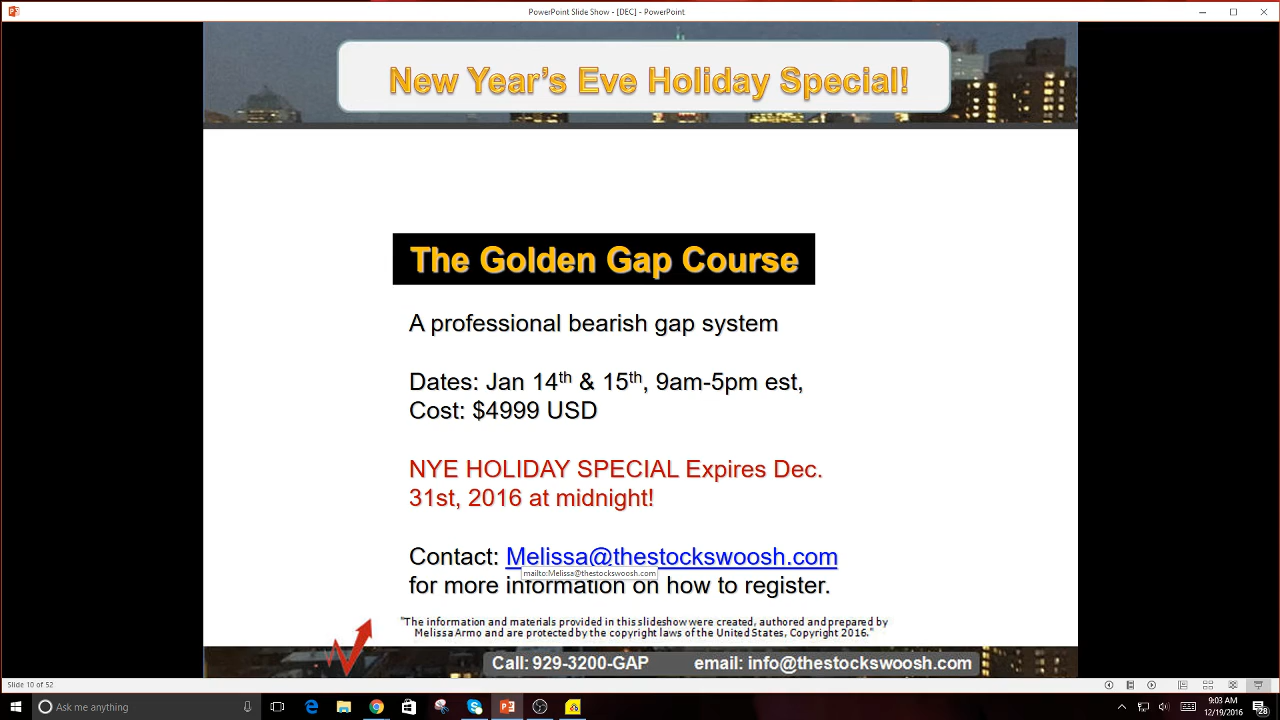 PowerPoint Slide Show - [DEC] - PowerPoint
New Year's Eve Holiday Special!
The Golden Gap Course
A professional bearish gap system
Dates: Jan 14th & 15th, 9am-5pm est,
Cost: $4999 USD
NYE HOLIDAY SPECIAL Expires Dec.
31st, 2016 at midnight!
Contact: Melissa@thestockswoosh.com
mailto:Melissa@thestockswoosh.com
for more information on how to register.
"The information and materials provided in this slideshow were created, authored and prepared by
Melissa Armo and are protected by the copyright laws of the United States, Copyright 2016."
Call: 929-3200-GAP email: info@thestockswoosh.com
Slide 10 of 52
Ask me anything
9:03 AM
12/19/2016
28